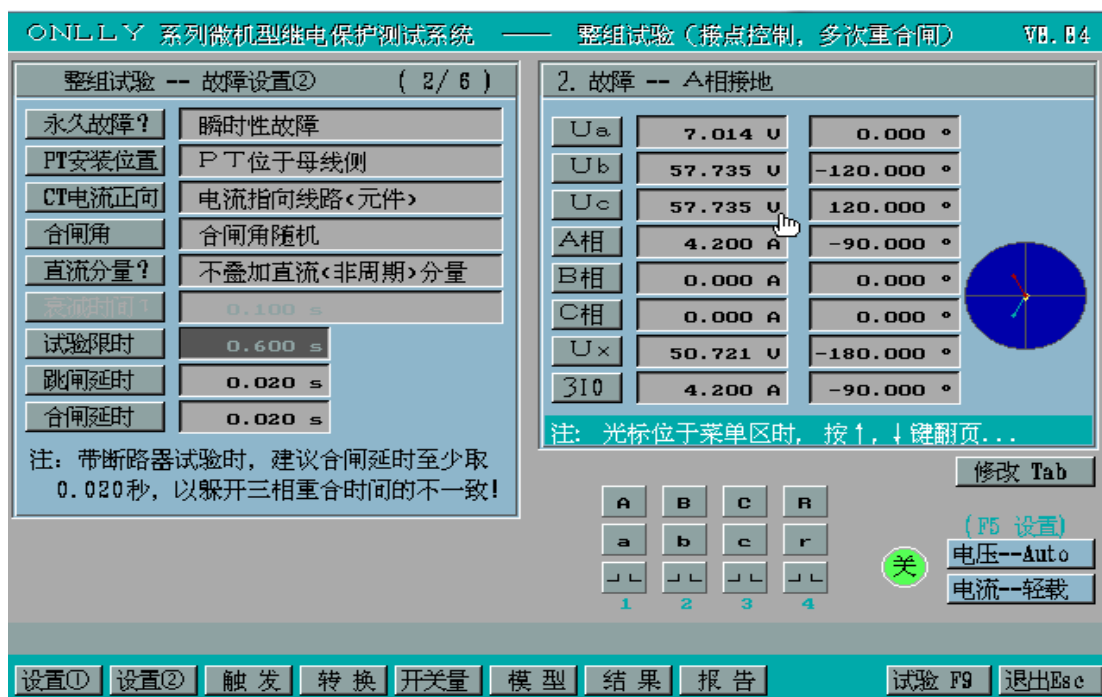 ONLLY 系列微机型继电保护测试系统 —— 整组试验（接点控制，多次重合闸） V8.84
整组试验 -- 故障设置② ( 2/ 6 )
永久故障? 瞬时性故障
PT安装位置 PT位于母线侧
CT电流正向 电流指向线路<元件>
合闸角 合闸角随机
直流分量? 不叠加直流<非周期>分量
衰减时间τ 0.100 s
试验限时 0.600 s
跳闸延时 0.020 s
合闸延时 0.020 s
注: 带断路器试验时, 建议合闸延时至少取
0.020秒, 以躲开三相重合时间的不一致!
2. 故障 -- A相接地
Ua 7.014 V 0.000 °
Ub 57.735 V -120.000 °
Uc 57.735 V 120.000 °
A相 4.200 A -90.000 °
B相 0.000 A 0.000 °
C相 0.000 A 0.000 °
Ux 50.721 V -180.000 °
3I0 4.200 A -90.000 °
注: 光标位于菜单区时, 按↑,↓键翻页...
修改 Tab
A B C R
a b c r
1 2 3 4
关
(F5 设置)
电压--Auto
电流--轻载
设置① 设置② 触 发 转 换 开关量 模 型 结 果 报 告 试验 F9 退出Esc